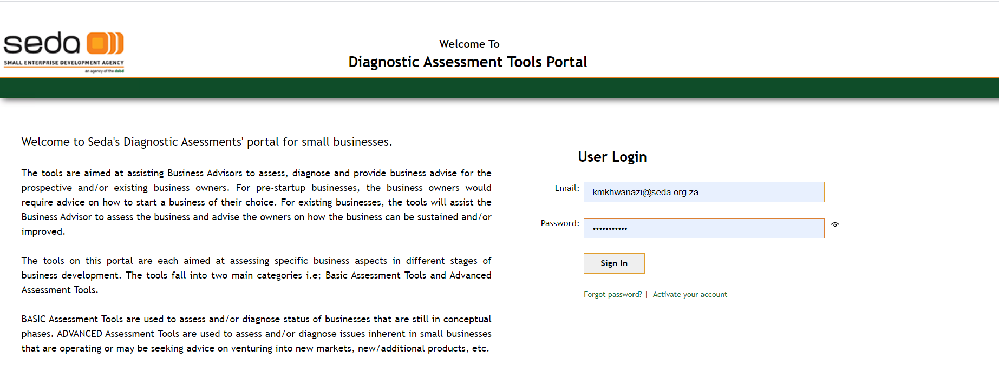 seda
SMALL ENTERPRISE DEVELOPMENT AGENCY
an agency of the dsbd
Welcome To
Diagnostic Assessment Tools Portal
Welcome to Seda's Diagnostic Asessments' portal for small businesses.
The tools are aimed at assisting Business Advisors to assess, diagnose and provide business advise for the
prospective and/or existing business owners. For pre-startup businesses, the business owners would
require advice on how to start a business of their choice. For existing businesses, the tools will assist the
Business Advisor to assess the business and advise the owners on how the business can be sustained and/or
improved.
The tools on this portal are each aimed at assessing specific business aspects in different stages of
business development. The tools fall into two main categories i.e; Basic Assessment Tools and Advanced
Assessment Tools.
BASIC Assessment Tools are used to assess and/or diagnose status of businesses that are still in conceptual
phases. ADVANCED Assessment Tools are used to assess and/or diagnose issues inherent in small businesses
that are operating or may be seeking advice on venturing into new markets, new/additional products, etc.
User Login
Email: kmkhwanazi@seda.org.za
Password: •••••••••••
Sign In
Forgot password? | Activate your account